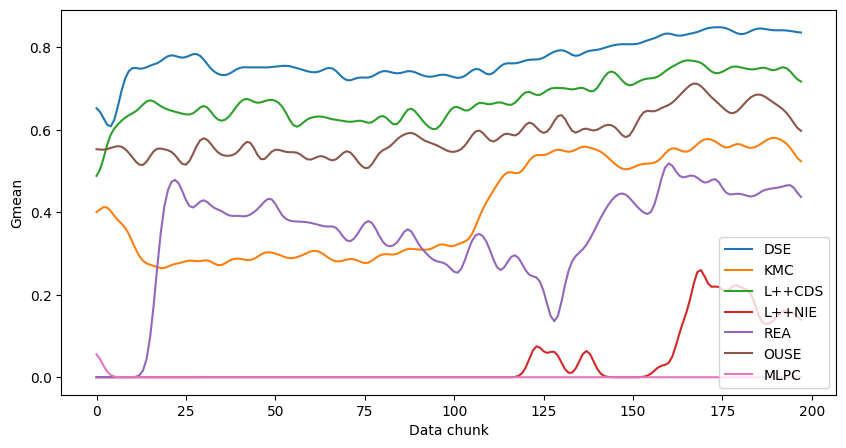 Gmean
0.8
0.6
0.4
0.2
0.0
0
25
50
75
100
125
150
175
200
Data chunk
DSE
KMC
L++CDS
L++NIE
REA
OUSE
MLPC